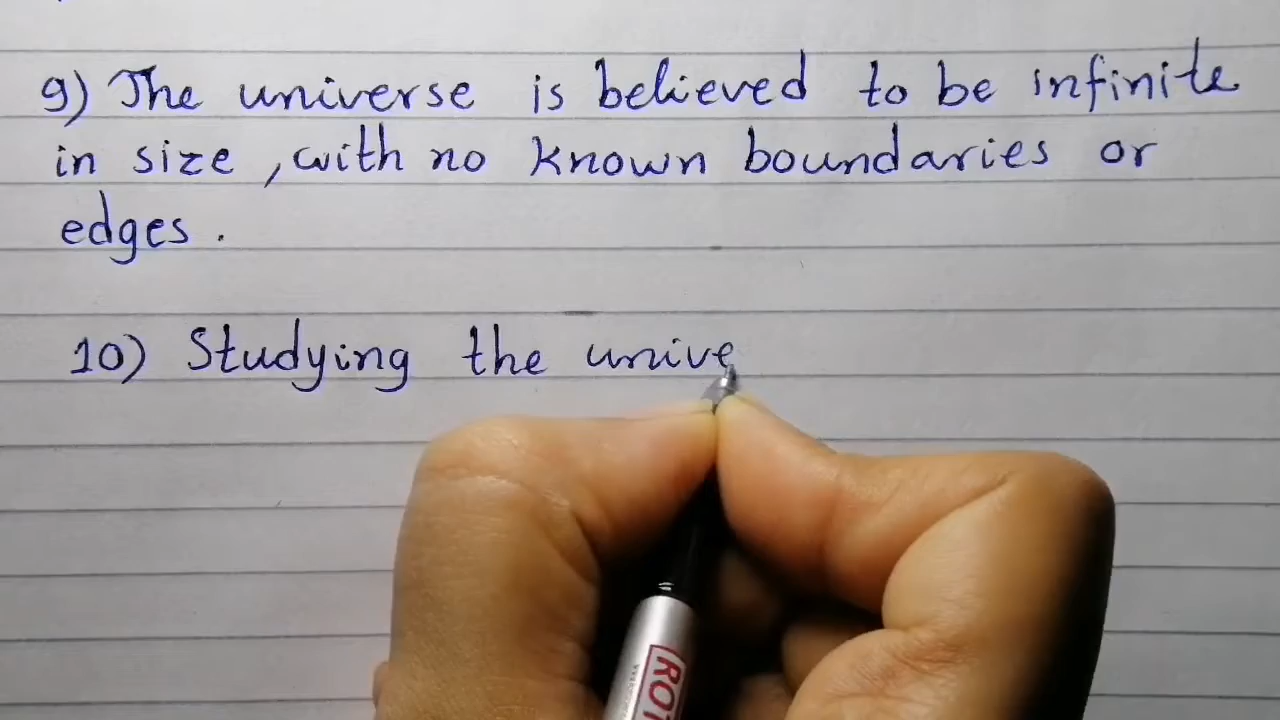 9) The universe is believed to be infinite
in size, with no known boundaries or
edges.
10) Studying the unive
ROT